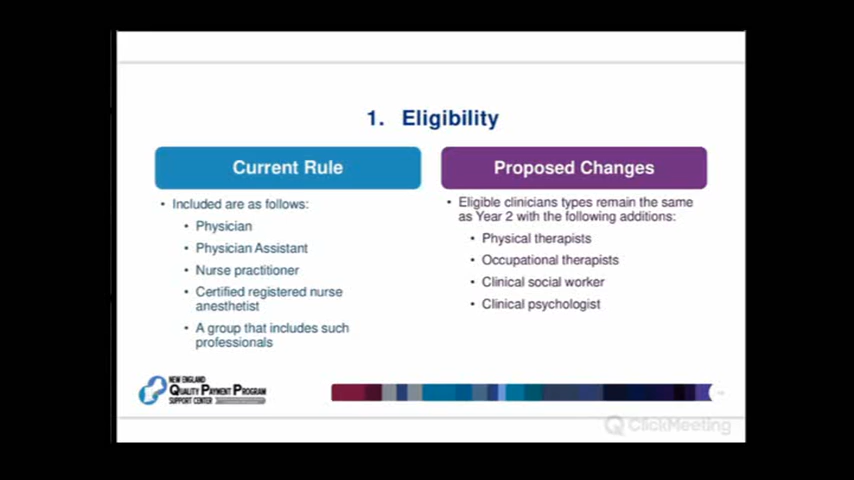 1. Eligibility
Current Rule
• Included are as follows:
• Physician
• Physician Assistant
• Nurse practitioner
• Certified registered nurse
anesthetist
• A group that includes such
professionals
Proposed Changes
• Eligible clinicians types remain the same
as Year 2 with the following additions:
• Physical therapists
• Occupational therapists
• Clinical social worker
• Clinical psychologist
NEW ENGLAND
QUALITY PAYMENT PROGRAM
SUPPORT CENTER
ClickMeeting